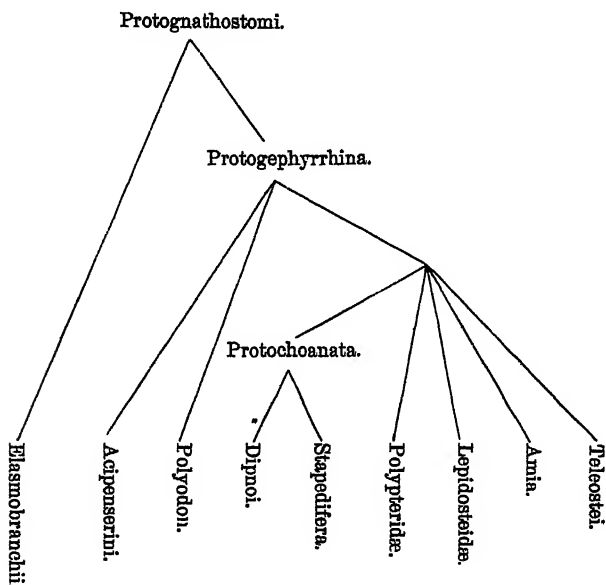 Protognathostomi.
Protogephyrrhina.
Protochoanata.
Elasmobranchii
Acipenserini.
Polyodon.
Dipnoi.
Stapedifera.
Polypteridæ.
Lepidosteidæ.
Amia.
Teleostei.